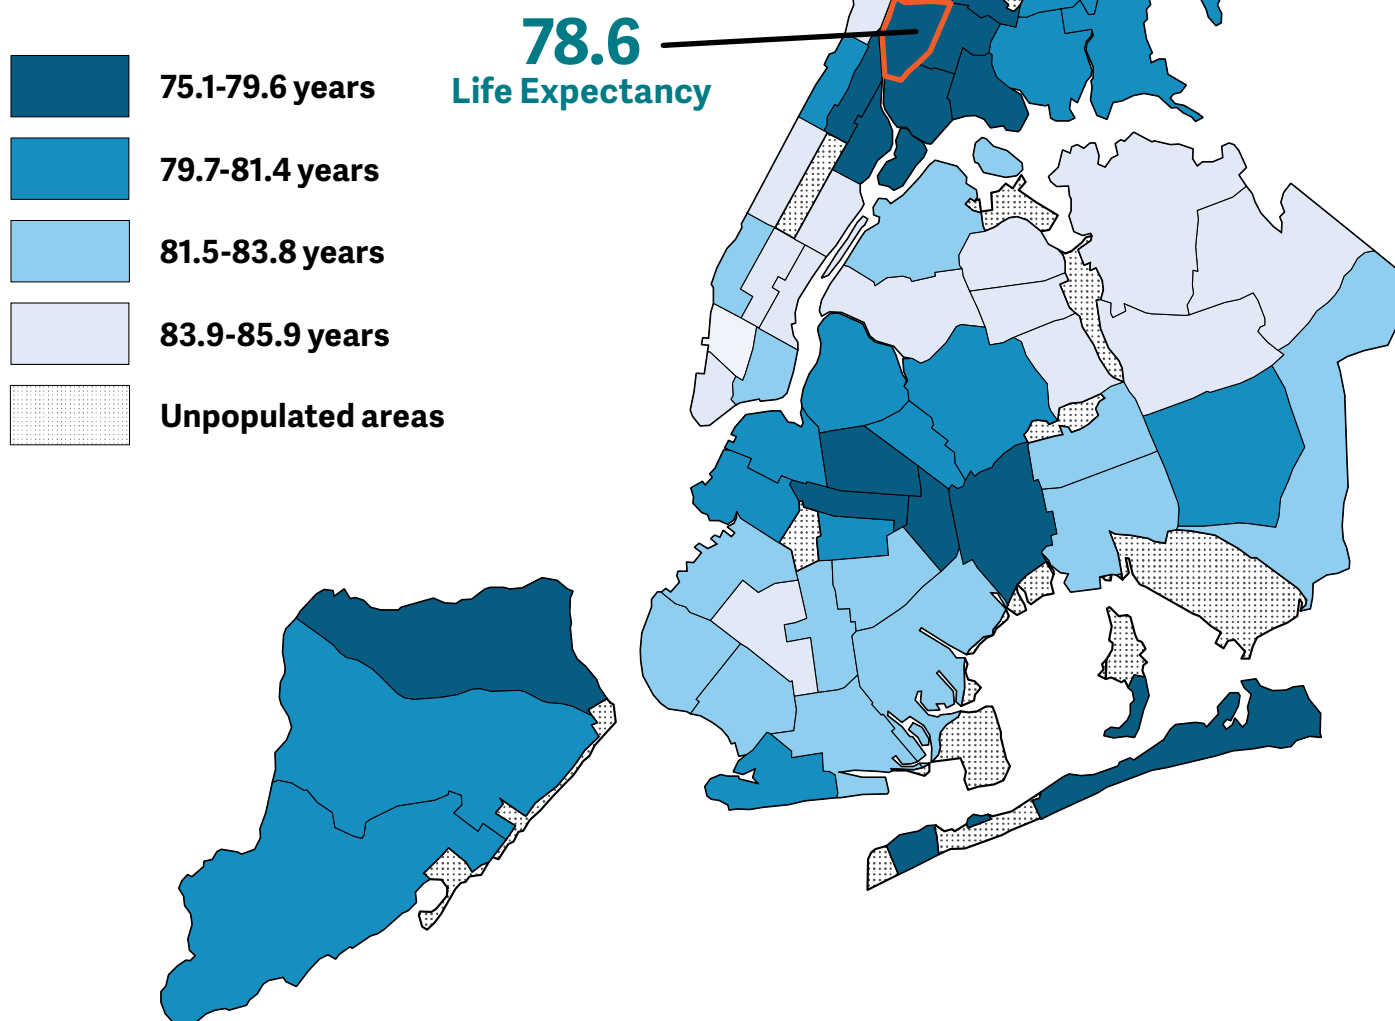 78.6
Life Expectancy
75.1-79.6 years
79.7-81.4 years
81.5-83.8 years
83.9-85.9 years
Unpopulated areas